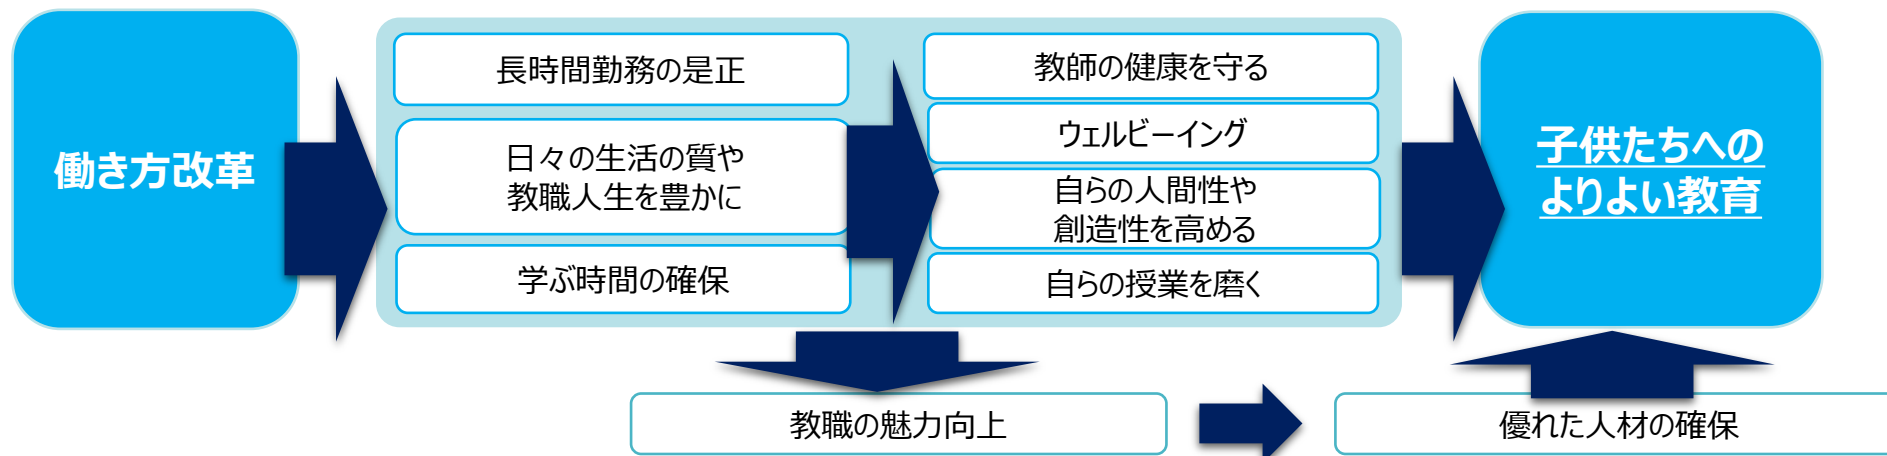 働き方改革
長時間勤務の是正
日々の生活の質や
教職人生を豊かに
学ぶ時間の確保
教師の健康を守る
ウェルビーイング
自らの人間性や
創造性を高める
自らの授業を磨く
子供たちへの
よりよい教育
教職の魅力向上
優れた人材の確保